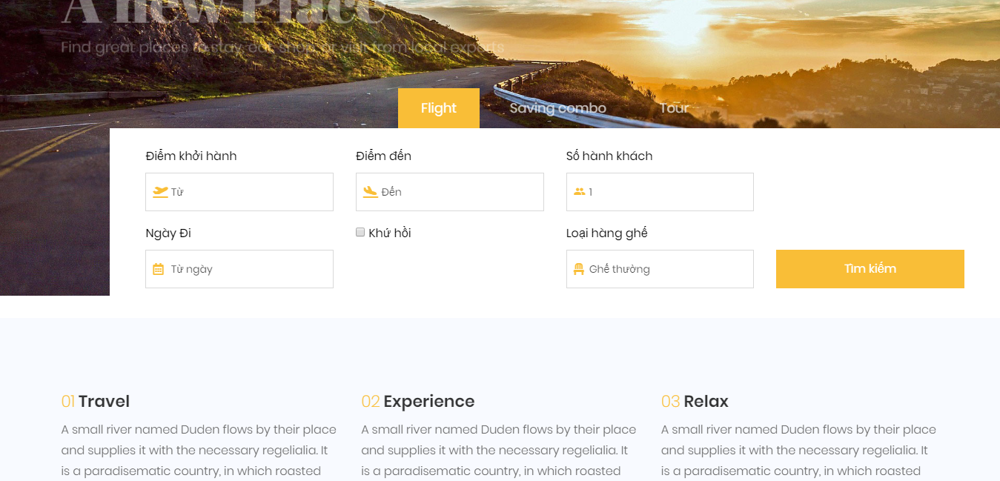 A new Place
Find great places to stay, eat, shop, or visit from local experts
Flight Saving combo Tour
Điểm khởi hành Điểm đến Số hành khách
Từ Đến 1
Ngày Đi Khứ hồi Loại hàng ghế
Từ ngày Ghế thường Tìm kiếm
01 Travel
A small river named Duden flows by their place
and supplies it with the necessary regelialia. It
is a paradisematic country, in which roasted
02 Experience
A small river named Duden flows by their place
and supplies it with the necessary regelialia. It
is a paradisematic country, in which roasted
03 Relax
A small river named Duden flows by their place
and supplies it with the necessary regelialia. It
is a paradisematic country, in which roasted